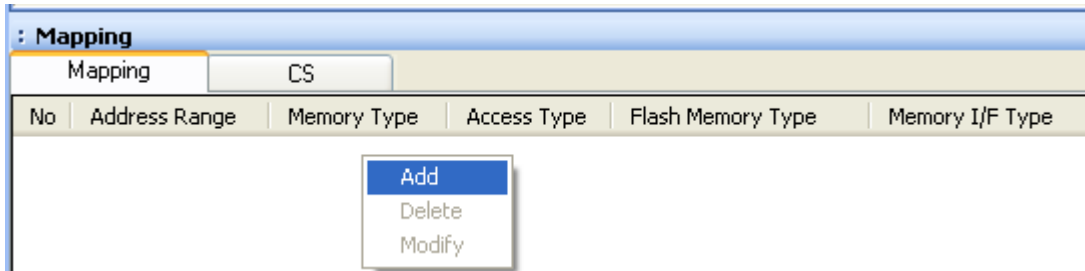 : Mapping
Mapping CS
No Address Range Memory Type Access Type Flash Memory Type Memory I/F Type
Add
Delete
Modify